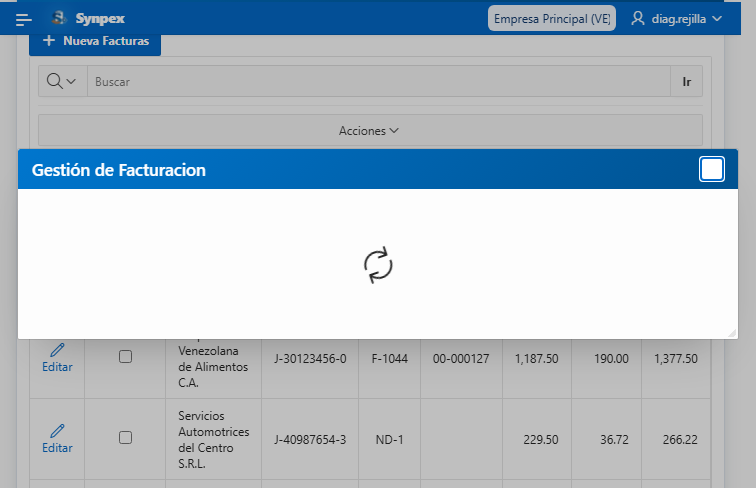 Synpex
Empresa Principal (VE)
diag.rejilla
+ Nueva Facturas
Buscar
Ir
Acciones
Gestión de Facturacion
Editar
Venezolana
de Alimentos
C.A.
J-30123456-0
F-1044
00-000127
1,187.50
190.00
1,377.50
Editar
Servicios
Automotrices
del Centro
S.R.L.
J-40987654-3
ND-1
229.50
36.72
266.22